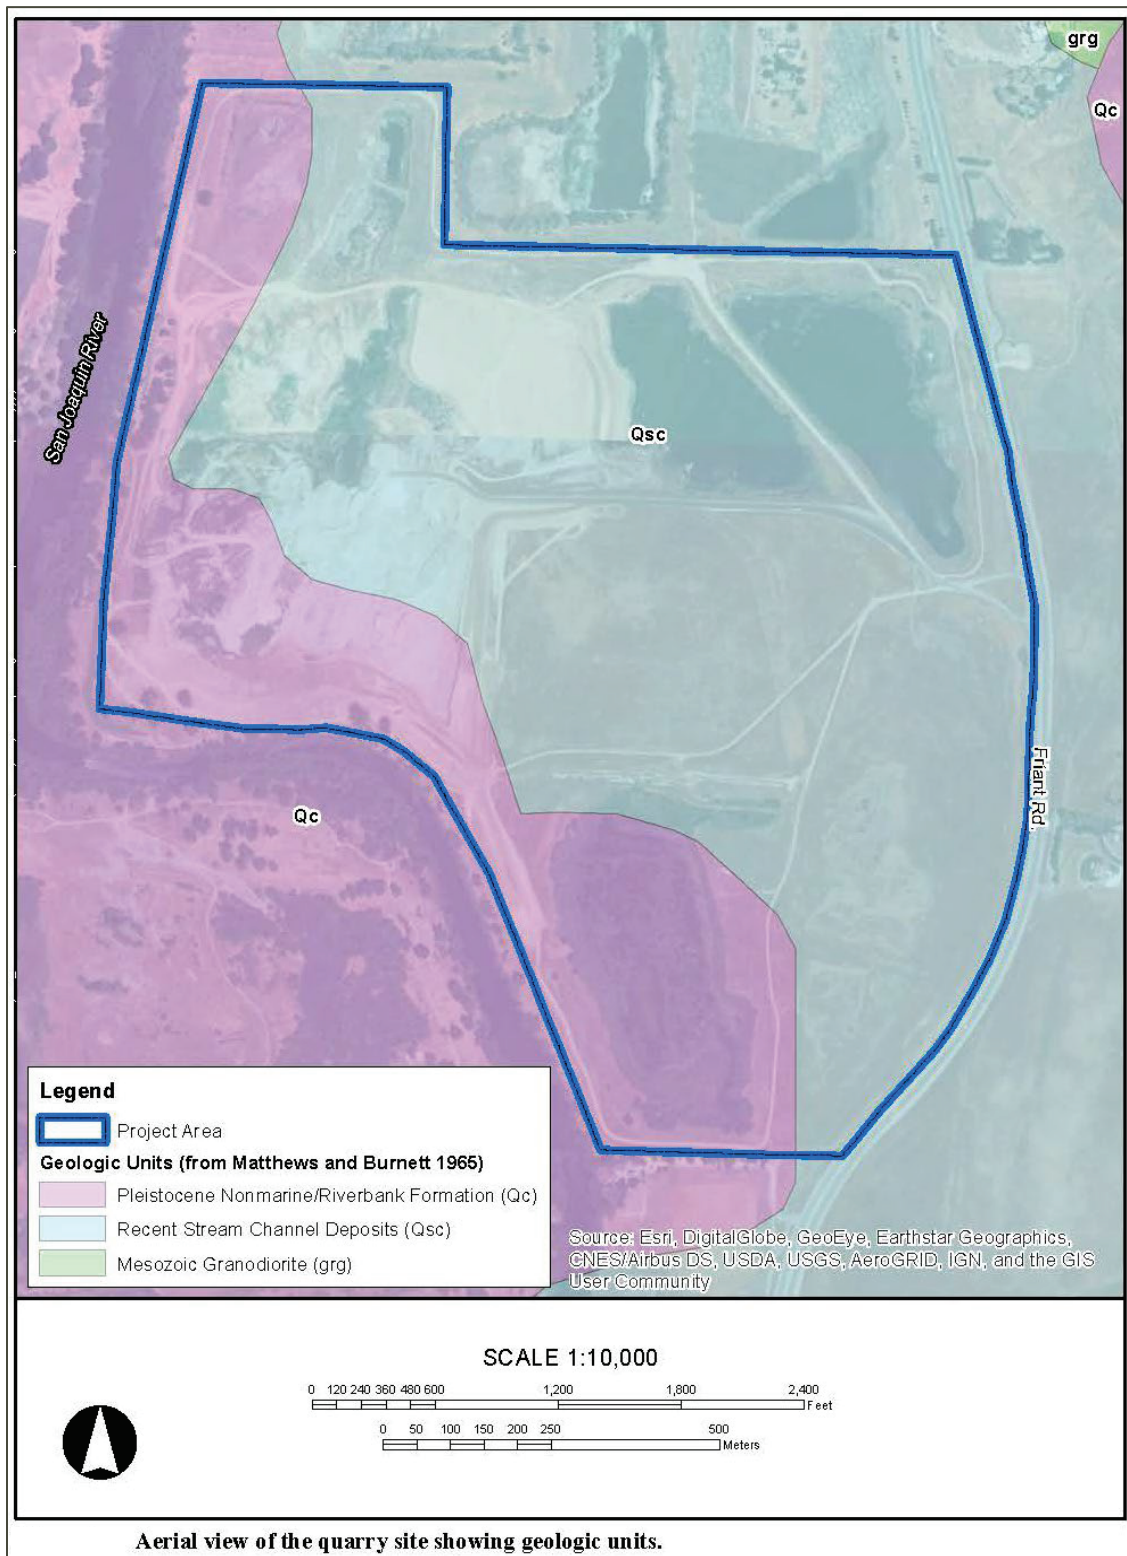 grg
Qc
San Joaquin River
Qsc
Friant Rd.
Qc
Legend
Project Area
Geologic Units (from Matthews and Burnett 1965)
Pleistocene Nonmarine/Riverbank Formation (Qc)
Recent Stream Channel Deposits (Qsc)
Mesozoic Granodiorite (grg)
Source: Esri, DigitalGlobe, GeoEye, Earthstar Geographics,
CNES/Airbus DS, USDA, USGS, AeroGRID, IGN, and the GIS
User Community
SCALE 1:10,000
0 120 240 360 480 600 1,200 1,800 2,400
Feet
0 50 100 150 200 250 500
Meters
Aerial view of the quarry site showing geologic units.